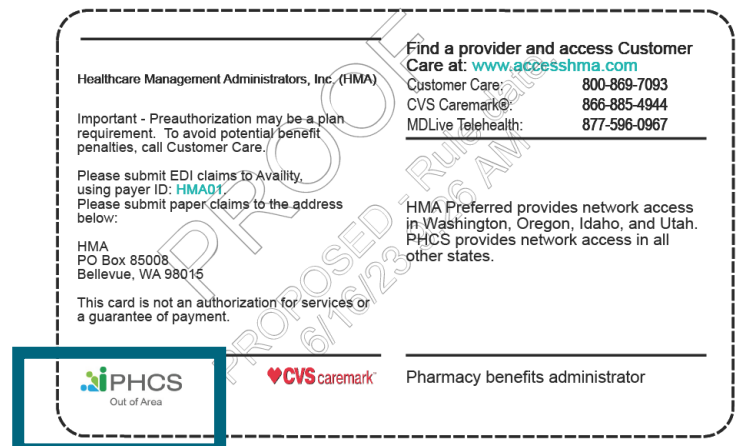 Healthcare Management Administrators, Inc. (HMA)
Important - Preauthorization may be a plan
requirement. To avoid potential benefit
penalties, call Customer Care.
Please submit EDI claims to Availity,
using payer ID: HMA01.
Please submit paper claims to the address
below:
HMA
PO Box 85008
Bellevue, WA 98015
This card is not an authorization for services or
a guarantee of payment.
Find a provider and access Customer
Care at: www.accesshma.com
Customer Care: 800-869-7093
CVS Caremark®: 866-885-4944
MDLive Telehealth: 877-596-0967
HMA Preferred provides network access
in Washington, Oregon, Idaho, and Utah.
PHCS provides network access in all
other states.
PHCS
Out of Area
CVS caremark™
Pharmacy benefits administrator
PROOF
PROPOSED - Rule date: